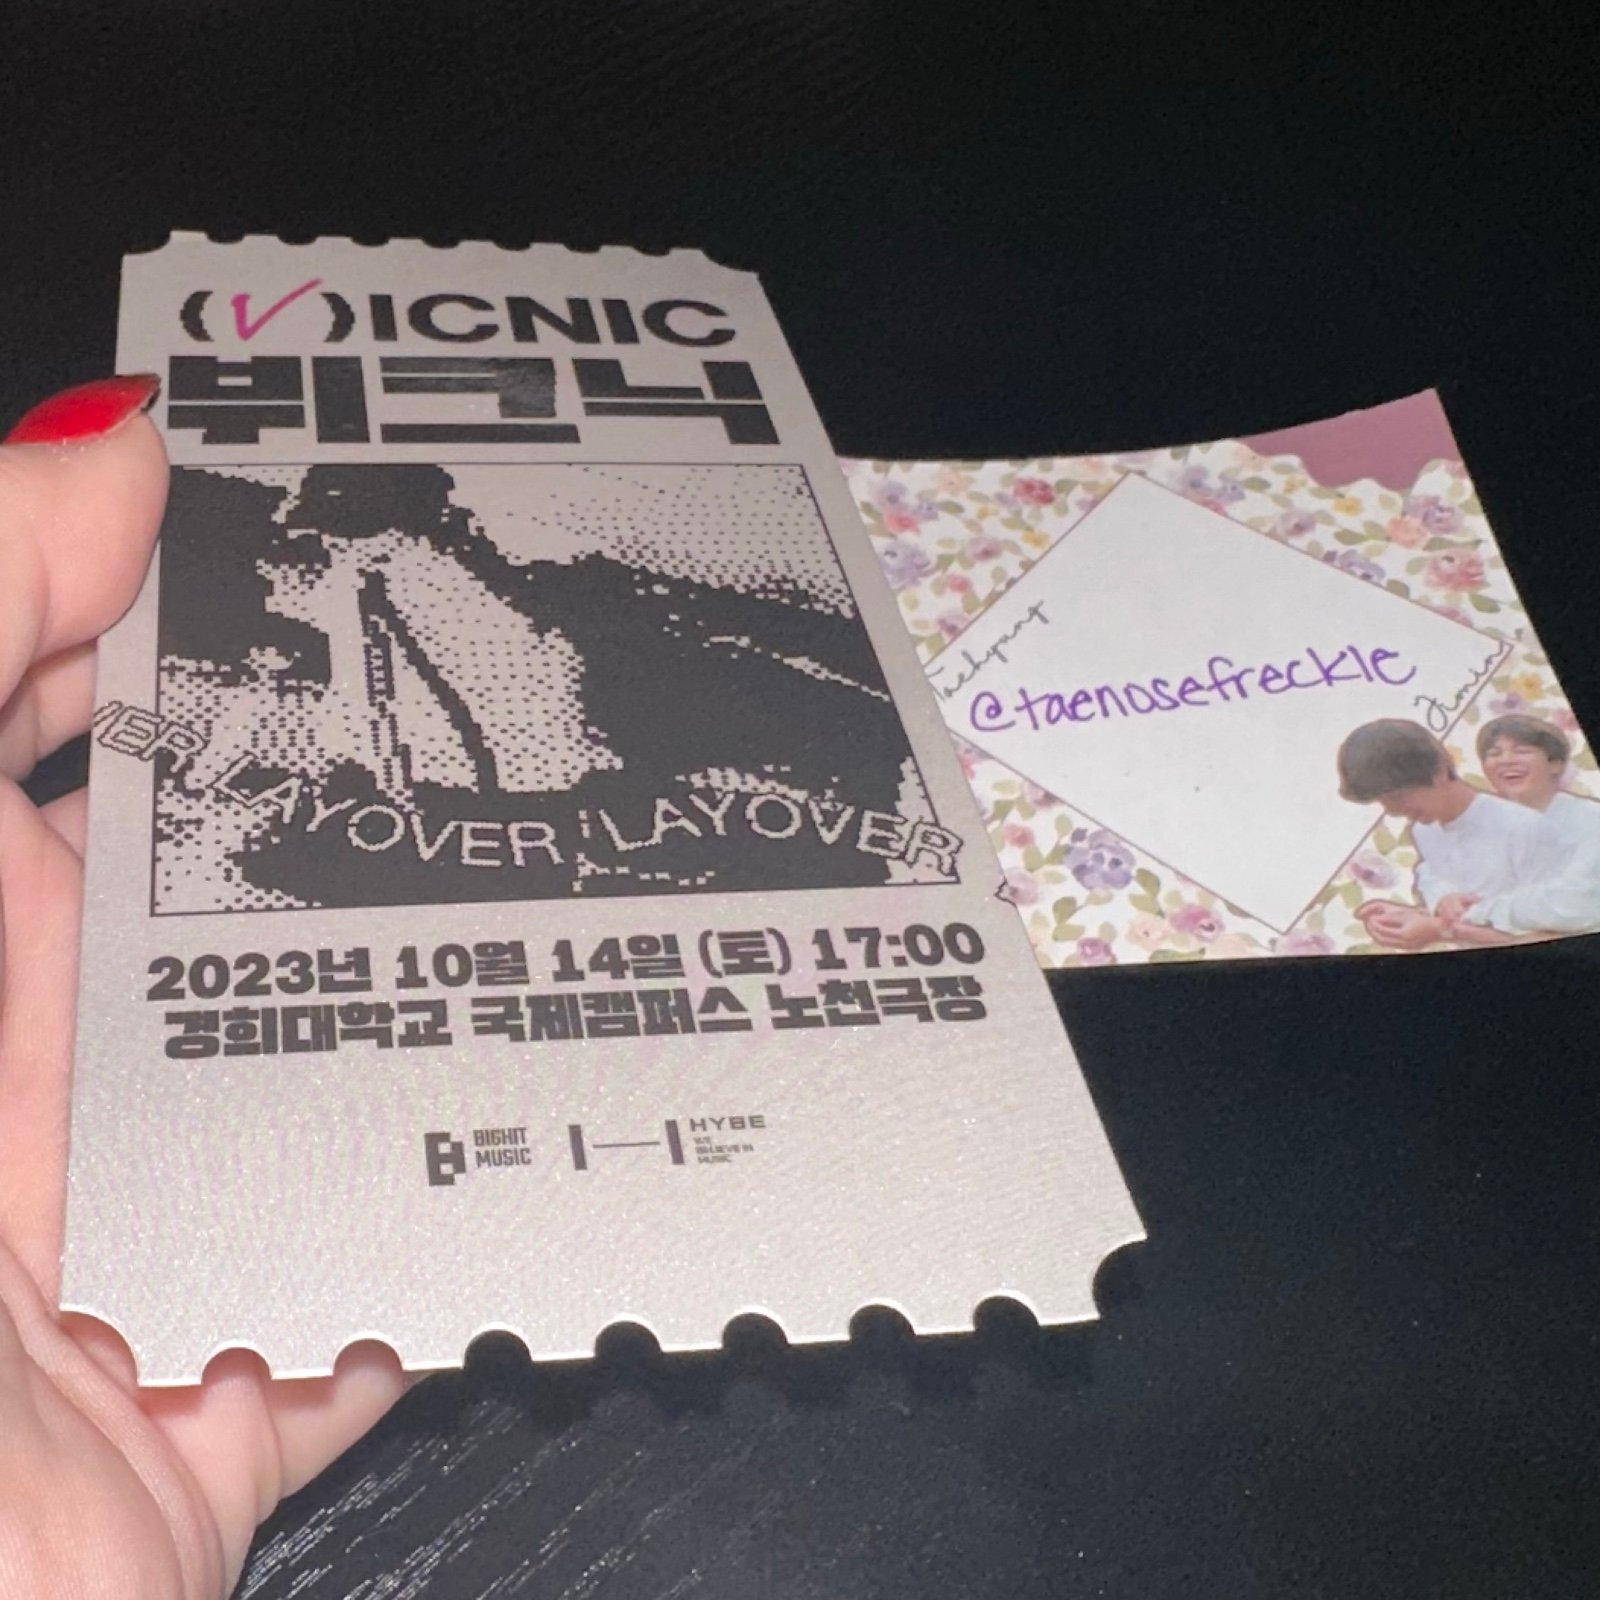 (V)ICNIC
뷔크닉
VER LAYOVER LAYOVER
2023년 10월 14일 (토) 17:00
경희대학교 국제캠퍼스 노천극장
BIGHIT
MUSIC
HYBE
WE
BELIEVE IN
MUSIC
Taehyung
@taenosefreckle
Jimin